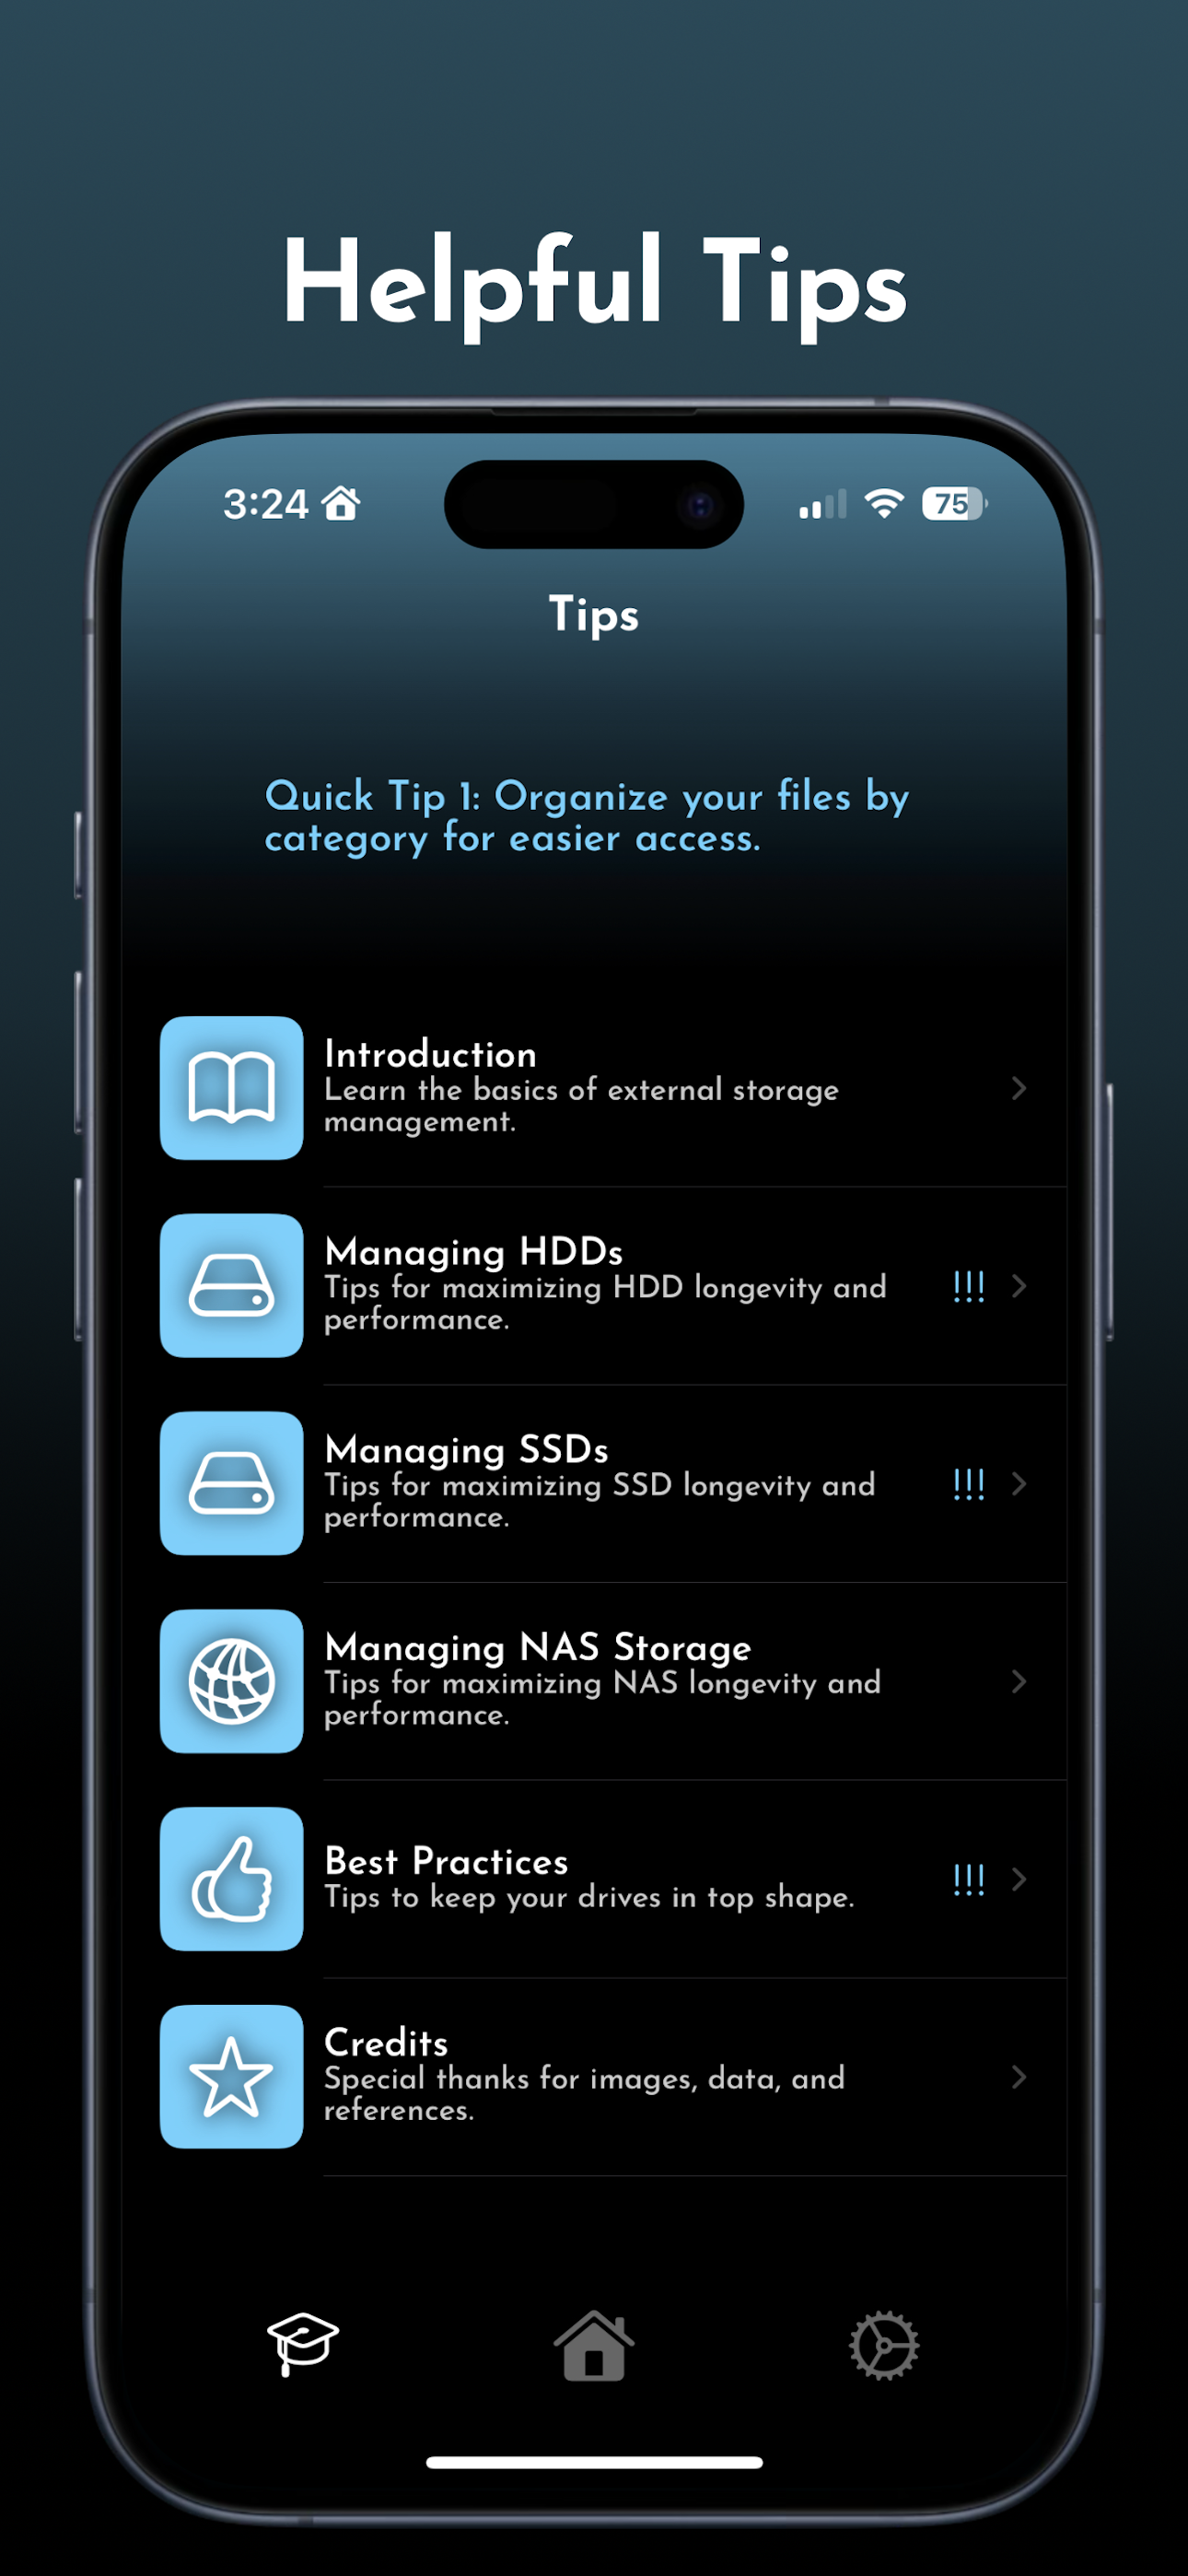 Helpful Tips
3:24
75
Tips
Quick Tip 1: Organize your files by
category for easier access.
Introduction
Learn the basics of external storage
management.
Managing HDDs
Tips for maximizing HDD longevity and
performance.
!!!
Managing SSDs
Tips for maximizing SSD longevity and
performance.
!!!
Managing NAS Storage
Tips for maximizing NAS longevity and
performance.
Best Practices
Tips to keep your drives in top shape.
!!!
Credits
Special thanks for images, data, and
references.